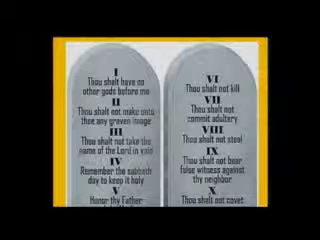 I
Thou shalt have no
other gods before me
II
Thou shalt not make unto
thee any graven image
III
Thou shalt not take the
name of the Lord in vain
IV
Remember the sabbath
day to keep it holy
V
Honor thy Father
VI
Thou shalt not kill
VII
Thou shalt not
commit adultery
VIII
Thou shalt not steal
IX
Thou shalt not bear
false witness against
thy neighbor
X
Thou shalt not covet